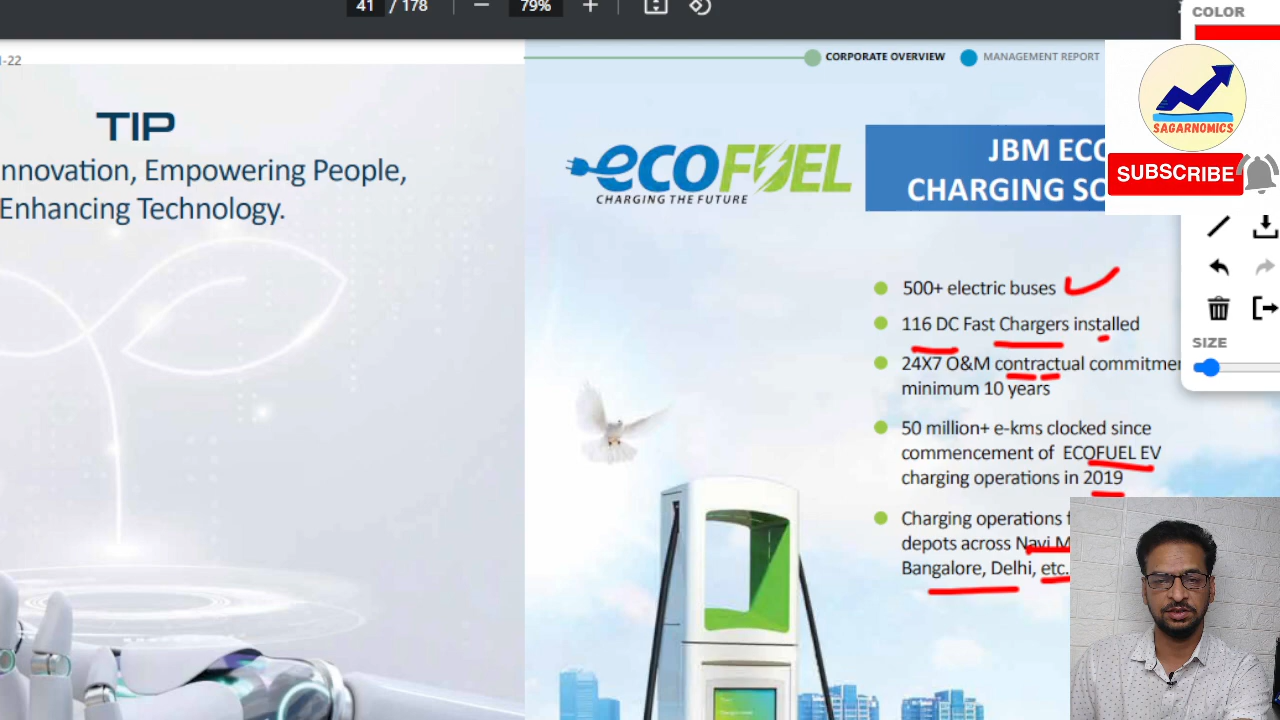 41 / 178
79%
COLOR
-22
CORPORATE OVERVIEW
MANAGEMENT REPORT
SAGARNOMICS
SUBSCRIBE
TIP
nnovation, Empowering People,
Enhancing Technology.
ecoFUEL
CHARGING THE FUTURE
JBM ECO
CHARGING SO
SIZE
500+ electric buses
116 DC Fast Chargers installed
24X7 O&M contractual commitmen
minimum 10 years
50 million+ e-kms clocked since
commencement of ECOFUEL EV
charging operations in 2019
Charging operations f
depots across Navi M
Bangalore, Delhi, etc.